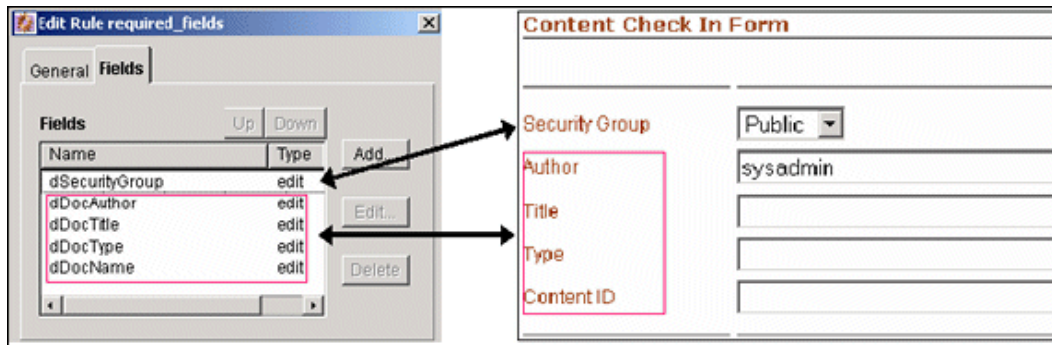 Edit Rule required_fields
General Fields
Fields Up Down
Name Type Add...
dSecurityGroup edit
dDocAuthor edit
dDocTitle edit
dDocType edit
dDocName edit
Edit...
Delete
Content Check In Form
Security Group Public
Author sysadmin
Title
Type
Content ID